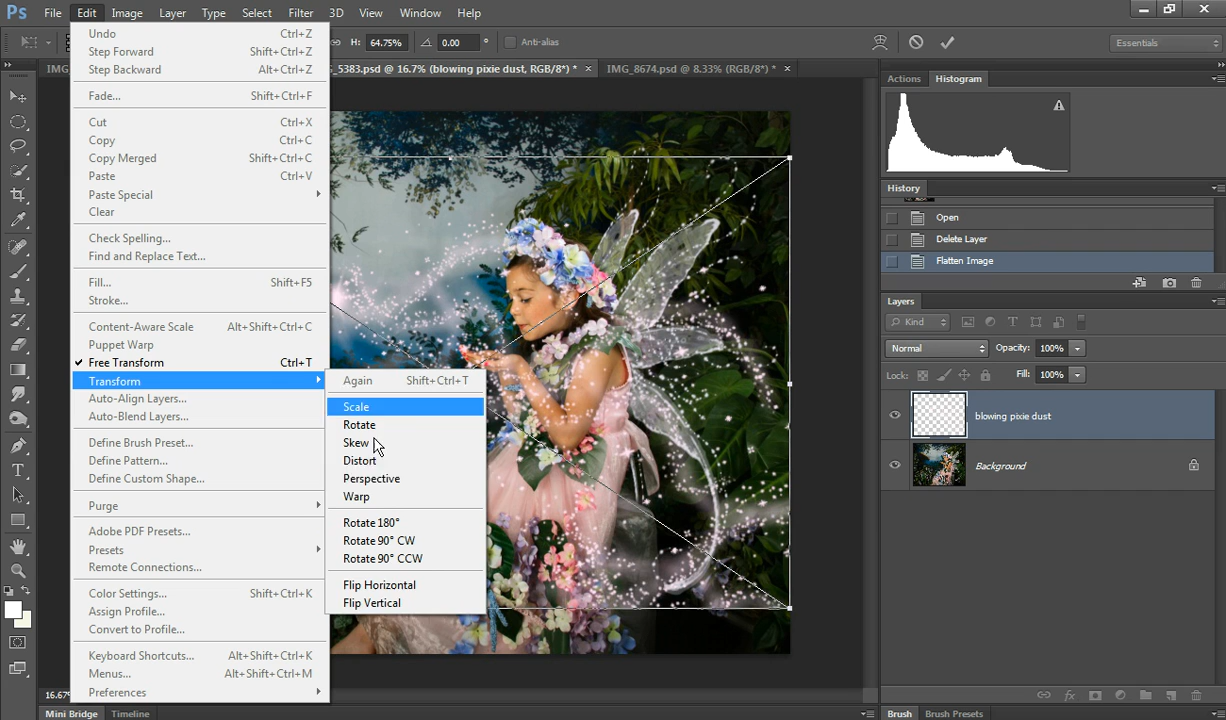 Ps File Edit Image Layer Type Select Filter 3D View Window Help
H: 64.75% 0.00 ° Anti-alias Essentials
IMG _5383.psd @ 16.7% (blowing pixie dust, RGB/8*) * × IMG_8674.psd @ 8.33% (RGB/8*) * ×
Undo Ctrl+Z
Step Forward Shift+Ctrl+Z
Step Backward Alt+Ctrl+Z
Fade... Shift+Ctrl+F
Cut Ctrl+X
Copy Ctrl+C
Copy Merged Shift+Ctrl+C
Paste Ctrl+V
Paste Special
Clear
Check Spelling...
Find and Replace Text...
Fill... Shift+F5
Stroke...
Content-Aware Scale Alt+Shift+Ctrl+C
Puppet Warp
Free Transform Ctrl+T
Transform
Auto-Align Layers...
Auto-Blend Layers...
Define Brush Preset...
Define Pattern...
Define Custom Shape...
Purge
Adobe PDF Presets...
Presets
Remote Connections...
Color Settings... Shift+Ctrl+K
Assign Profile...
Convert to Profile...
Keyboard Shortcuts... Alt+Shift+Ctrl+K
Menus... Alt+Shift+Ctrl+M
Preferences
Again Shift+Ctrl+T
Scale
Rotate
Skew
Distort
Perspective
Warp
Rotate 180°
Rotate 90° CW
Rotate 90° CCW
Flip Horizontal
Flip Vertical
Actions Histogram
History
Open
Delete Layer
Flatten Image
Layers
Kind
Normal Opacity: 100%
Lock: Fill: 100%
blowing pixie dust
Background
16.67
Mini Bridge Timeline
Brush Brush Presets